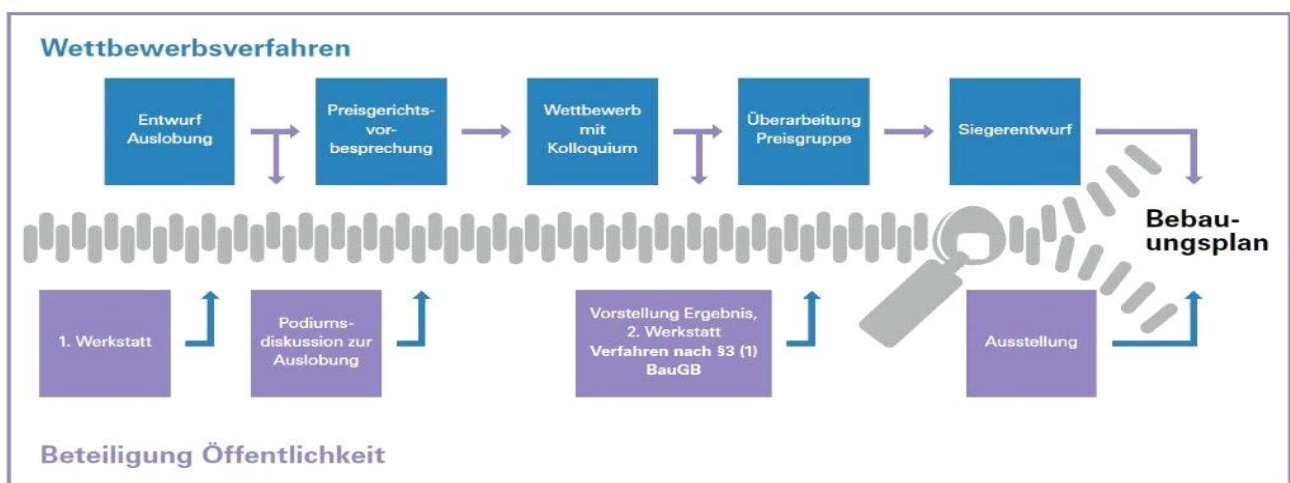 Wettbewerbsverfahren
Entwurf
Auslobung
Preisgerichts-
vor-
besprechung
Wettbewerb
mit
Kolloquium
Überarbeitung
Preisgruppe
Siegerentwurf
Bebau-
ungsplan
1. Werkstatt
Podiums-
diskussion zur
Auslobung
Vorstellung Ergebnis,
2. Werkstatt
Verfahren nach §3 (1)
BauGB
Ausstellung
Beteiligung Öffentlichkeit